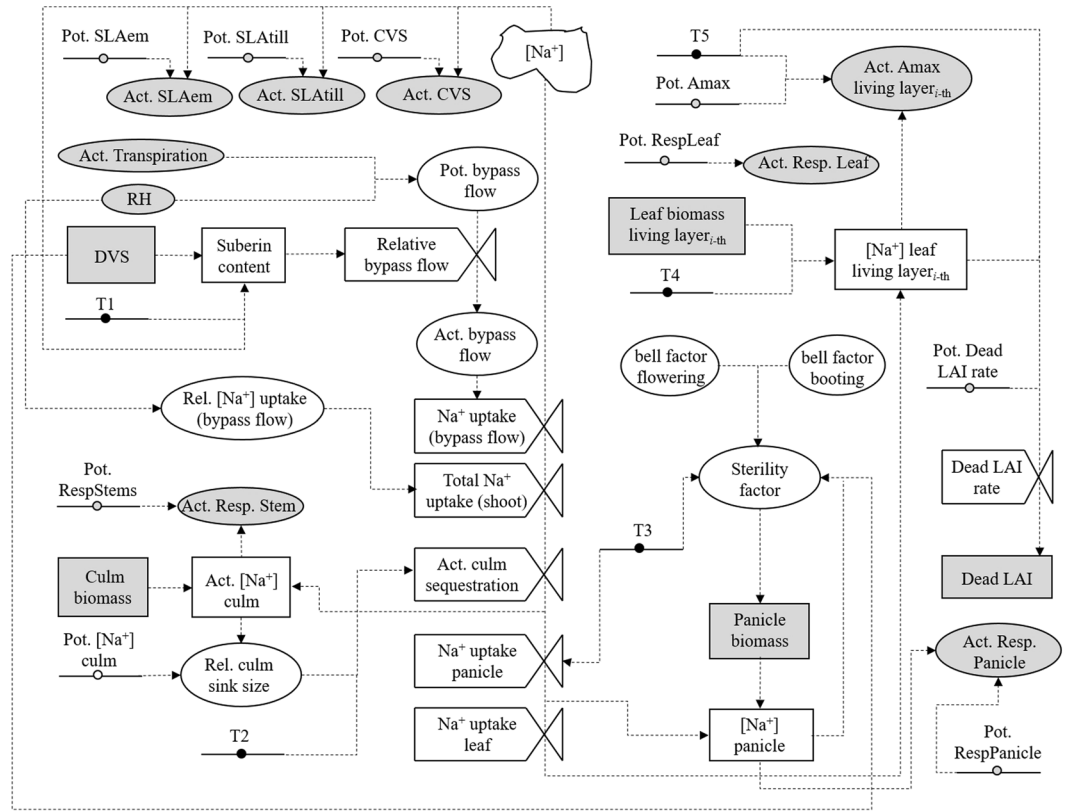 Pot. SLAem
Pot. SLAtill
Pot. CVS
[Na⁺]
Act. SLAem
Act. SLAtill
Act. CVS
T5
Pot. Amax
Act. Amax
living layerᵢ₋ₜₕ
Act. Transpiration
RH
Pot. bypass
flow
Pot. RespLeaf
Act. Resp. Leaf
DVS
Suberin
content
Relative
bypass flow
Leaf biomass
living layerᵢ₋ₜₕ
[Na⁺] leaf
living layerᵢ₋ₜₕ
T4
T1
Act. bypass
flow
bell factor
flowering
bell factor
booting
Pot. Dead
LAI rate
Rel. [Na⁺] uptake
(bypass flow)
Na⁺ uptake
(bypass flow)
Pot.
RespStems
Act. Resp. Stem
Total Na⁺
uptake (shoot)
Sterility
factor
Dead LAI
rate
T3
Culm
biomass
Act. [Na⁺]
culm
Act. culm
sequestration
Dead LAI
Panicle
biomass
Pot. [Na⁺]
culm
Rel. culm
sink size
Na⁺ uptake
panicle
Act. Resp.
Panicle
T2
Na⁺ uptake
leaf
[Na⁺]
panicle
Pot.
RespPanicle